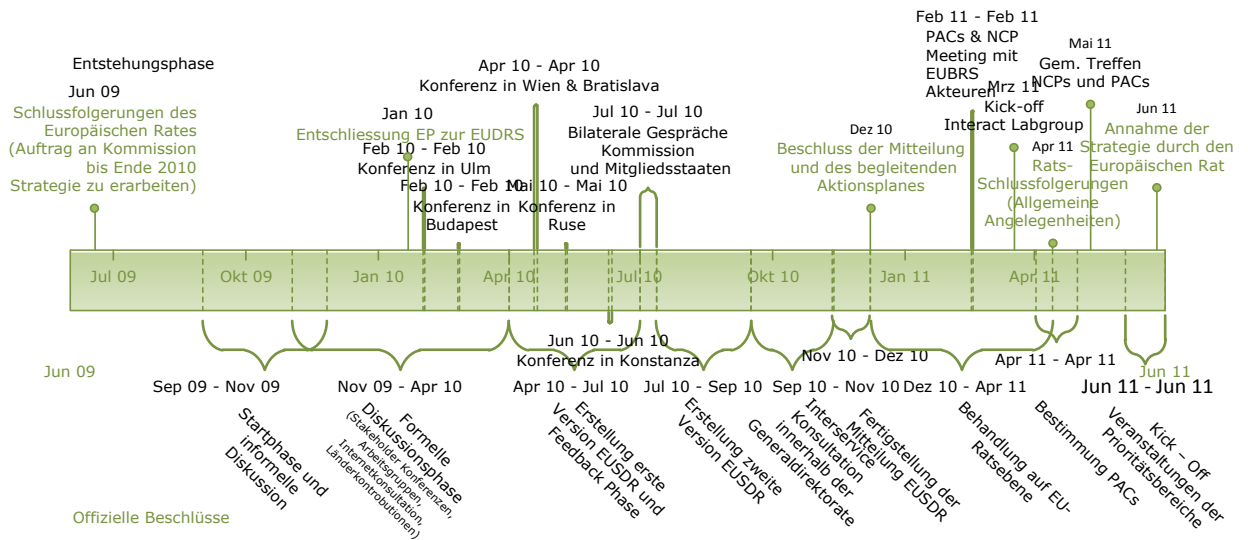 Entstehungsphase
Jun 09
Schlussfolgerungen des
Europäischen Rates
(Auftrag an Kommission
bis Ende 2010
Strategie zu erarbeiten)
Jan 10
Entschliessung EP zur EUDRS
Feb 10 - Feb 10
Konferenz in Ulm
Feb 10 - Feb 10
Konferenz in
Budapest
Apr 10 - Apr 10
Konferenz in Wien & Bratislava
Mai 10 - Mai 10
Konferenz in
Ruse
Jul 10 - Jul 10
Bilaterale Gespräche
Kommission
und Mitgliedsstaaten
Dez 10
Beschluss der Mitteilung
und des begleitenden
Aktionsplanes
Feb 11 - Feb 11
PACs & NCP
Meeting mit
EUBRS
Akteuren
Mrz 11
Kick-off
Interact Labgroup
Apr 11
Rats-
Schlussfolgerungen
(Allgemeine
Angelegenheiten)
Mai 11
Gem. Treffen
NCPs und PACs
Jun 11
Annahme der
Strategie durch den
Europäischen Rat
Jul 09
Okt 09
Jan 10
Apr 10
Jul 10
Okt 10
Jan 11
Apr 11
Jun 09
Jun 11
Sep 09 - Nov 09
Startphase und
informelle
Diskussion
Nov 09 - Apr 10
Formelle
Diskussionsphase
(Stakeholder Konferenzen,
Arbeitsgruppen,
Internetkonsultation,
Länderkontrobutionen)
Jun 10 - Jun 10
Konferenz in Konstanza
Apr 10 - Jul 10
Erstellung erste
Version EUSDR und
Feedback Phase
Jul 10 - Sep 10
Erstellung zweite
Version EUSDR
Sep 10 - Nov 10
Interservice
Konsultation
innerhalb der
Generaldirektorate
Nov 10 - Dez 10
Fertigstellung der
Mitteilung EUSDR
Dez 10 - Apr 11
Behandlung auf EU-
Ratsebene
Apr 11 - Apr 11
Bestimmung PACs
Jun 11 - Jun 11
Kick – Off
Veranstaltungen der
Prioritätsbereiche
Offizielle Beschlüsse